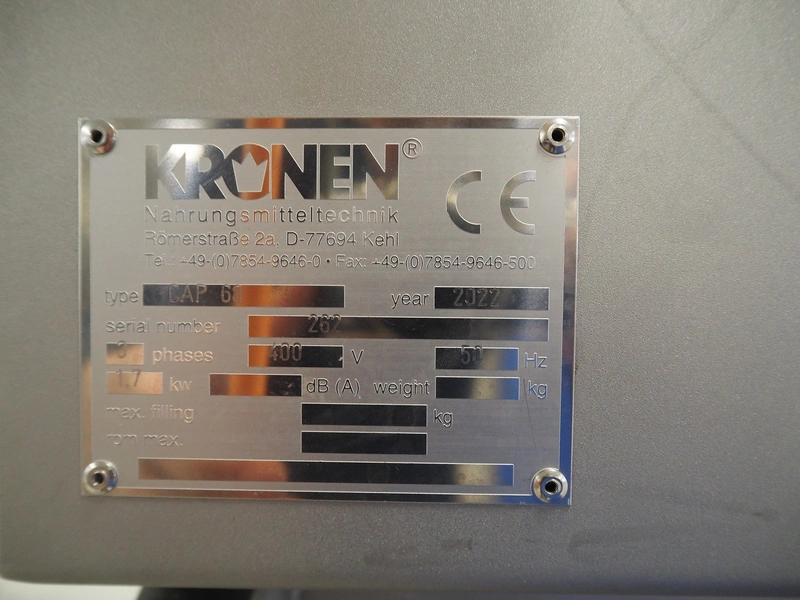 KRONEN®
Nahrungsmitteltechnik
Römerstraße 2a, D-77694 Kehl
Tel.: +49-(0)7854-9646-0 • Fax: +49-(0)7854-9646-500
CE
type CAP 68 year 2022
serial number 262
3 phases 400 V 50 Hz
1.7 kw dB (A) weight kg
max. filling kg
rpm max.